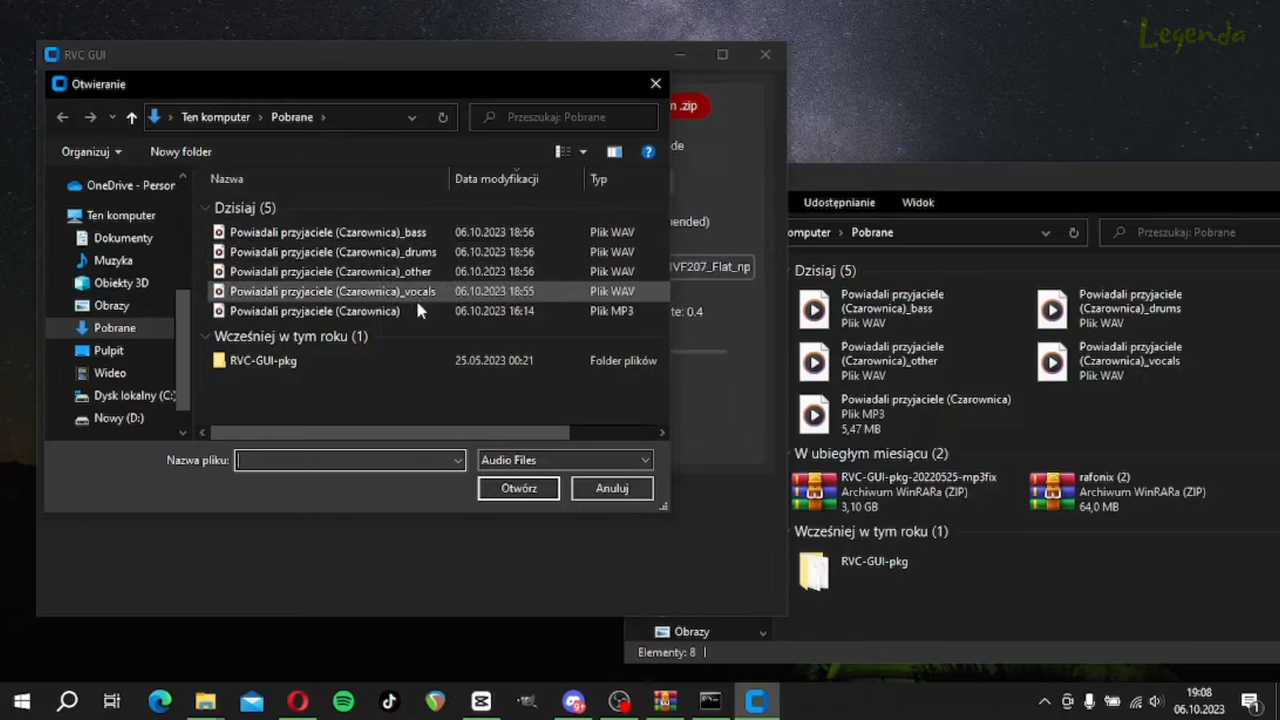 Legenda
RVC GUI
Otwieranie
Ten komputer
Pobrane
Przeszukaj: Pobrane
Organizuj
Nowy folder
OneDrive - Person
Ten komputer
Dokumenty
Muzyka
Obiekty 3D
Obrazy
Pobrane
Pulpit
Wideo
Dysk lokalny (C:)
Nowy (D:)
Nazwa
Data modyfikacji
Typ
Dzisiaj (5)
Powiadali przyjaciele (Czarownica)_bass 06.10.2023 18:56 Plik WAV
Powiadali przyjaciele (Czarownica)_drums 06.10.2023 18:56 Plik WAV
Powiadali przyjaciele (Czarownica)_other 06.10.2023 18:56 Plik WAV
Powiadali przyjaciele (Czarownica)_vocals 06.10.2023 18:55 Plik WAV
Powiadali przyjaciele (Czarownica) 06.10.2023 16:14 Plik MP3
Wcześniej w tym roku (1)
RVC-GUI-pkg 25.05.2023 00:21 Folder plików
Nazwa pliku:
Audio Files
Otwórz
Anuluj
m .zip
de
nded)
VF207_Flat_np
te: 0.4
Udostępnianie
Widok
omputer
Pobrane
Przeszukaj: Pobrane
Dzisiaj (5)
Powiadali przyjaciele
(Czarownica)_bass
Plik WAV
Powiadali przyjaciele
(Czarownica)_drums
Plik WAV
Powiadali przyjaciele
(Czarownica)_other
Plik WAV
Powiadali przyjaciele
(Czarownica)_vocals
Plik WAV
Powiadali przyjaciele (Czarownica)
Plik MP3
5,47 MB
W ubiegłym miesiącu (2)
RVC-GUI-pkg-20220525-mp3fix
Archiwum WinRARa (ZIP)
3,10 GB
rafonix (2)
Archiwum WinRARa (ZIP)
64,0 MB
Wcześniej w tym roku (1)
RVC-GUI-pkg
Obrazy
Elementy: 8
19:08
06.10.2023